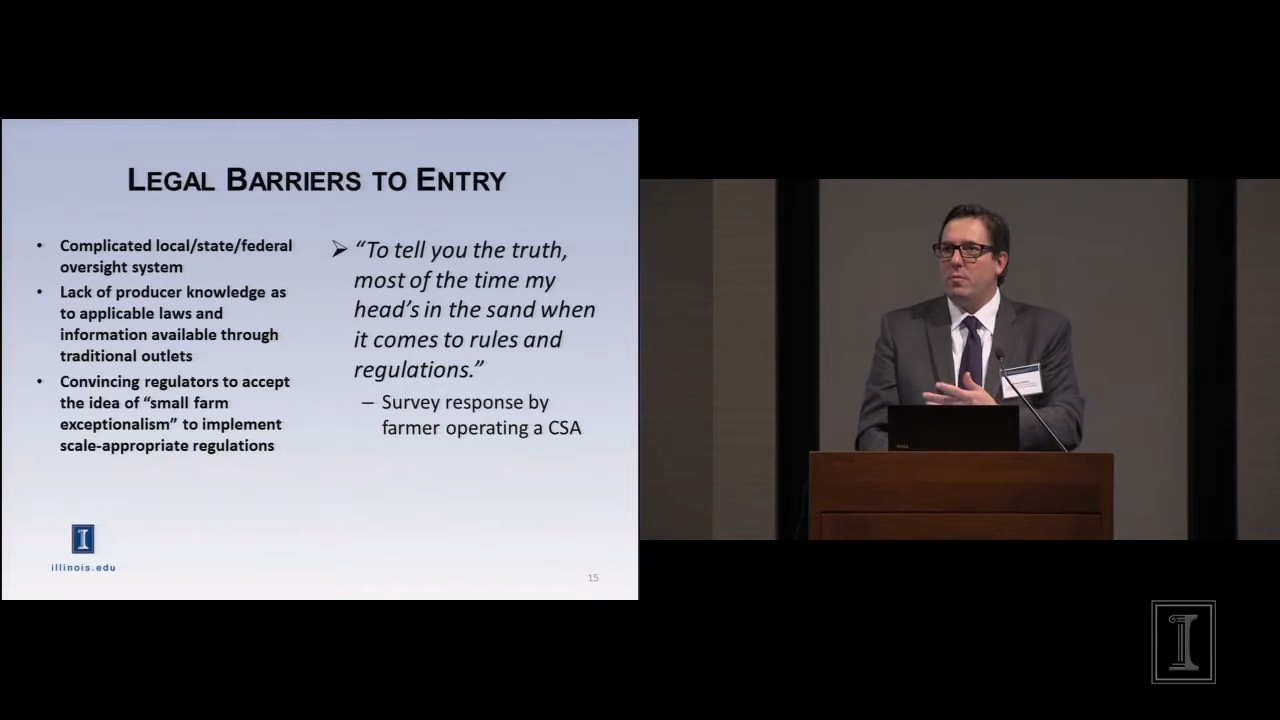 LEGAL BARRIERS TO ENTRY
• Complicated local/state/federal
oversight system
• Lack of producer knowledge as
to applicable laws and
information available through
traditional outlets
• Convincing regulators to accept
the idea of “small farm
exceptionalism” to implement
scale-appropriate regulations
➢ “To tell you the truth,
most of the time my
head’s in the sand when
it comes to rules and
regulations.”
– Survey response by
farmer operating a CSA
I
illinois.edu
15
DELL
I